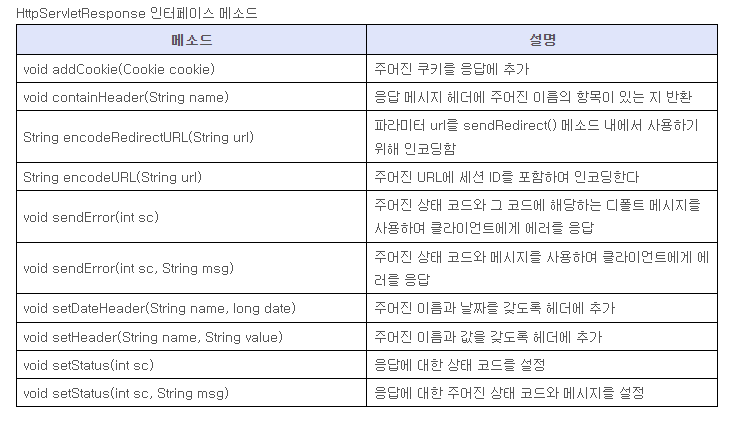 HttpServletResponse 인터페이스 메소드
메소드 설명
void addCookie(Cookie cookie) 주어진 쿠키를 응답에 추가
void containHeader(String name) 응답 메시지 헤더에 주어진 이름의 항목이 있는 지 반환
String encodeRedirectURL(String url) 파라미터 url를 sendRedirect() 메소드 내에서 사용하기
위해 인코딩함
String encodeURL(String url) 주어진 URL에 세션 ID를 포함하여 인코딩한다
void sendError(int sc) 주어진 상태 코드와 그 코드에 해당하는 디폴트 메시지를
사용하여 클라이언트에게 에러를 응답
void sendError(int sc, String msg) 주어진 상태 코드와 메시지를 사용하여 클라이언트에게 에
러를 응답
void setDateHeader(String name, long date) 주어진 이름과 날짜를 갖도록 헤더에 추가
void setHeader(String name, String value) 주어진 이름과 값을 갖도록 헤더에 추가
void setStatus(int sc) 응답에 대한 상태 코드를 설정
void setStatus(int sc, String msg) 응답에 대한 주어진 상태 코드와 메시지를 설정